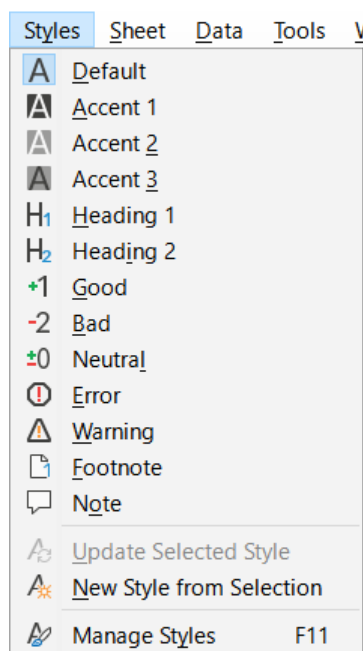 Styles Sheet Data Tools
Default
Accent 1
Accent 2
Accent 3
Heading 1
Heading 2
Good
Bad
Neutral
Error
Warning
Footnote
Note
Update Selected Style
New Style from Selection
Manage Styles F11